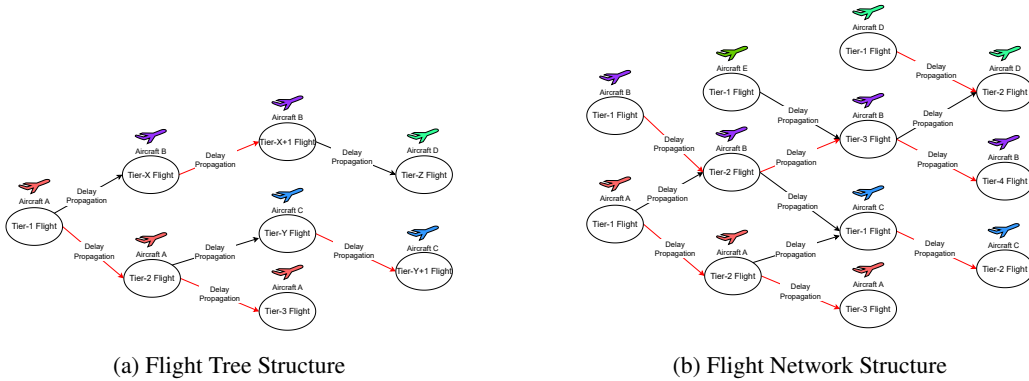 Aircraft A
Tier-1 Flight
Delay
Propagation
Aircraft B
Tier-X Flight
Delay
Propagation
Aircraft B
Tier-X+1 Flight
Delay
Propagation
Aircraft D
Tier-Z Flight
Delay
Propagation
Aircraft A
Tier-2 Flight
Delay
Propagation
Aircraft C
Tier-Y Flight
Delay
Propagation
Aircraft C
Tier-Y+1 Flight
Delay
Propagation
Aircraft A
Tier-3 Flight
(a) Flight Tree Structure
Aircraft D
Tier-1 Flight
Delay
Propagation
Aircraft D
Tier-2 Flight
Aircraft E
Tier-1 Flight
Delay
Propagation
Delay
Propagation
Aircraft B
Tier-1 Flight
Delay
Propagation
Aircraft B
Tier-2 Flight
Delay
Propagation
Aircraft B
Tier-3 Flight
Delay
Propagation
Aircraft B
Tier-4 Flight
Aircraft A
Tier-1 Flight
Delay
Propagation
Delay
Propagation
Aircraft C
Tier-1 Flight
Delay
Propagation
Aircraft C
Tier-2 Flight
Delay
Propagation
Aircraft A
Tier-2 Flight
Delay
Propagation
Delay
Propagation
Aircraft A
Tier-3 Flight
(b) Flight Network Structure